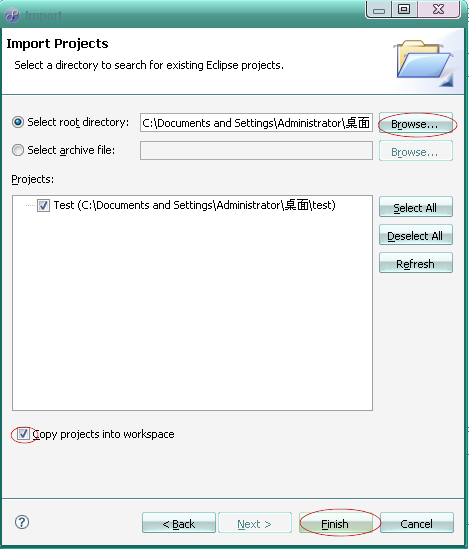 Import
Import Projects
Select a directory to search for existing Eclipse projects.
Select root directory: C:\Documents and Settings\Administrator\桌面 Browse...
Select archive file: Browse...
Projects:
Test (C:\Documents and Settings\Administrator\桌面\test)
Select All
Deselect All
Refresh
Copy projects into workspace
? < Back Next > Finish Cancel